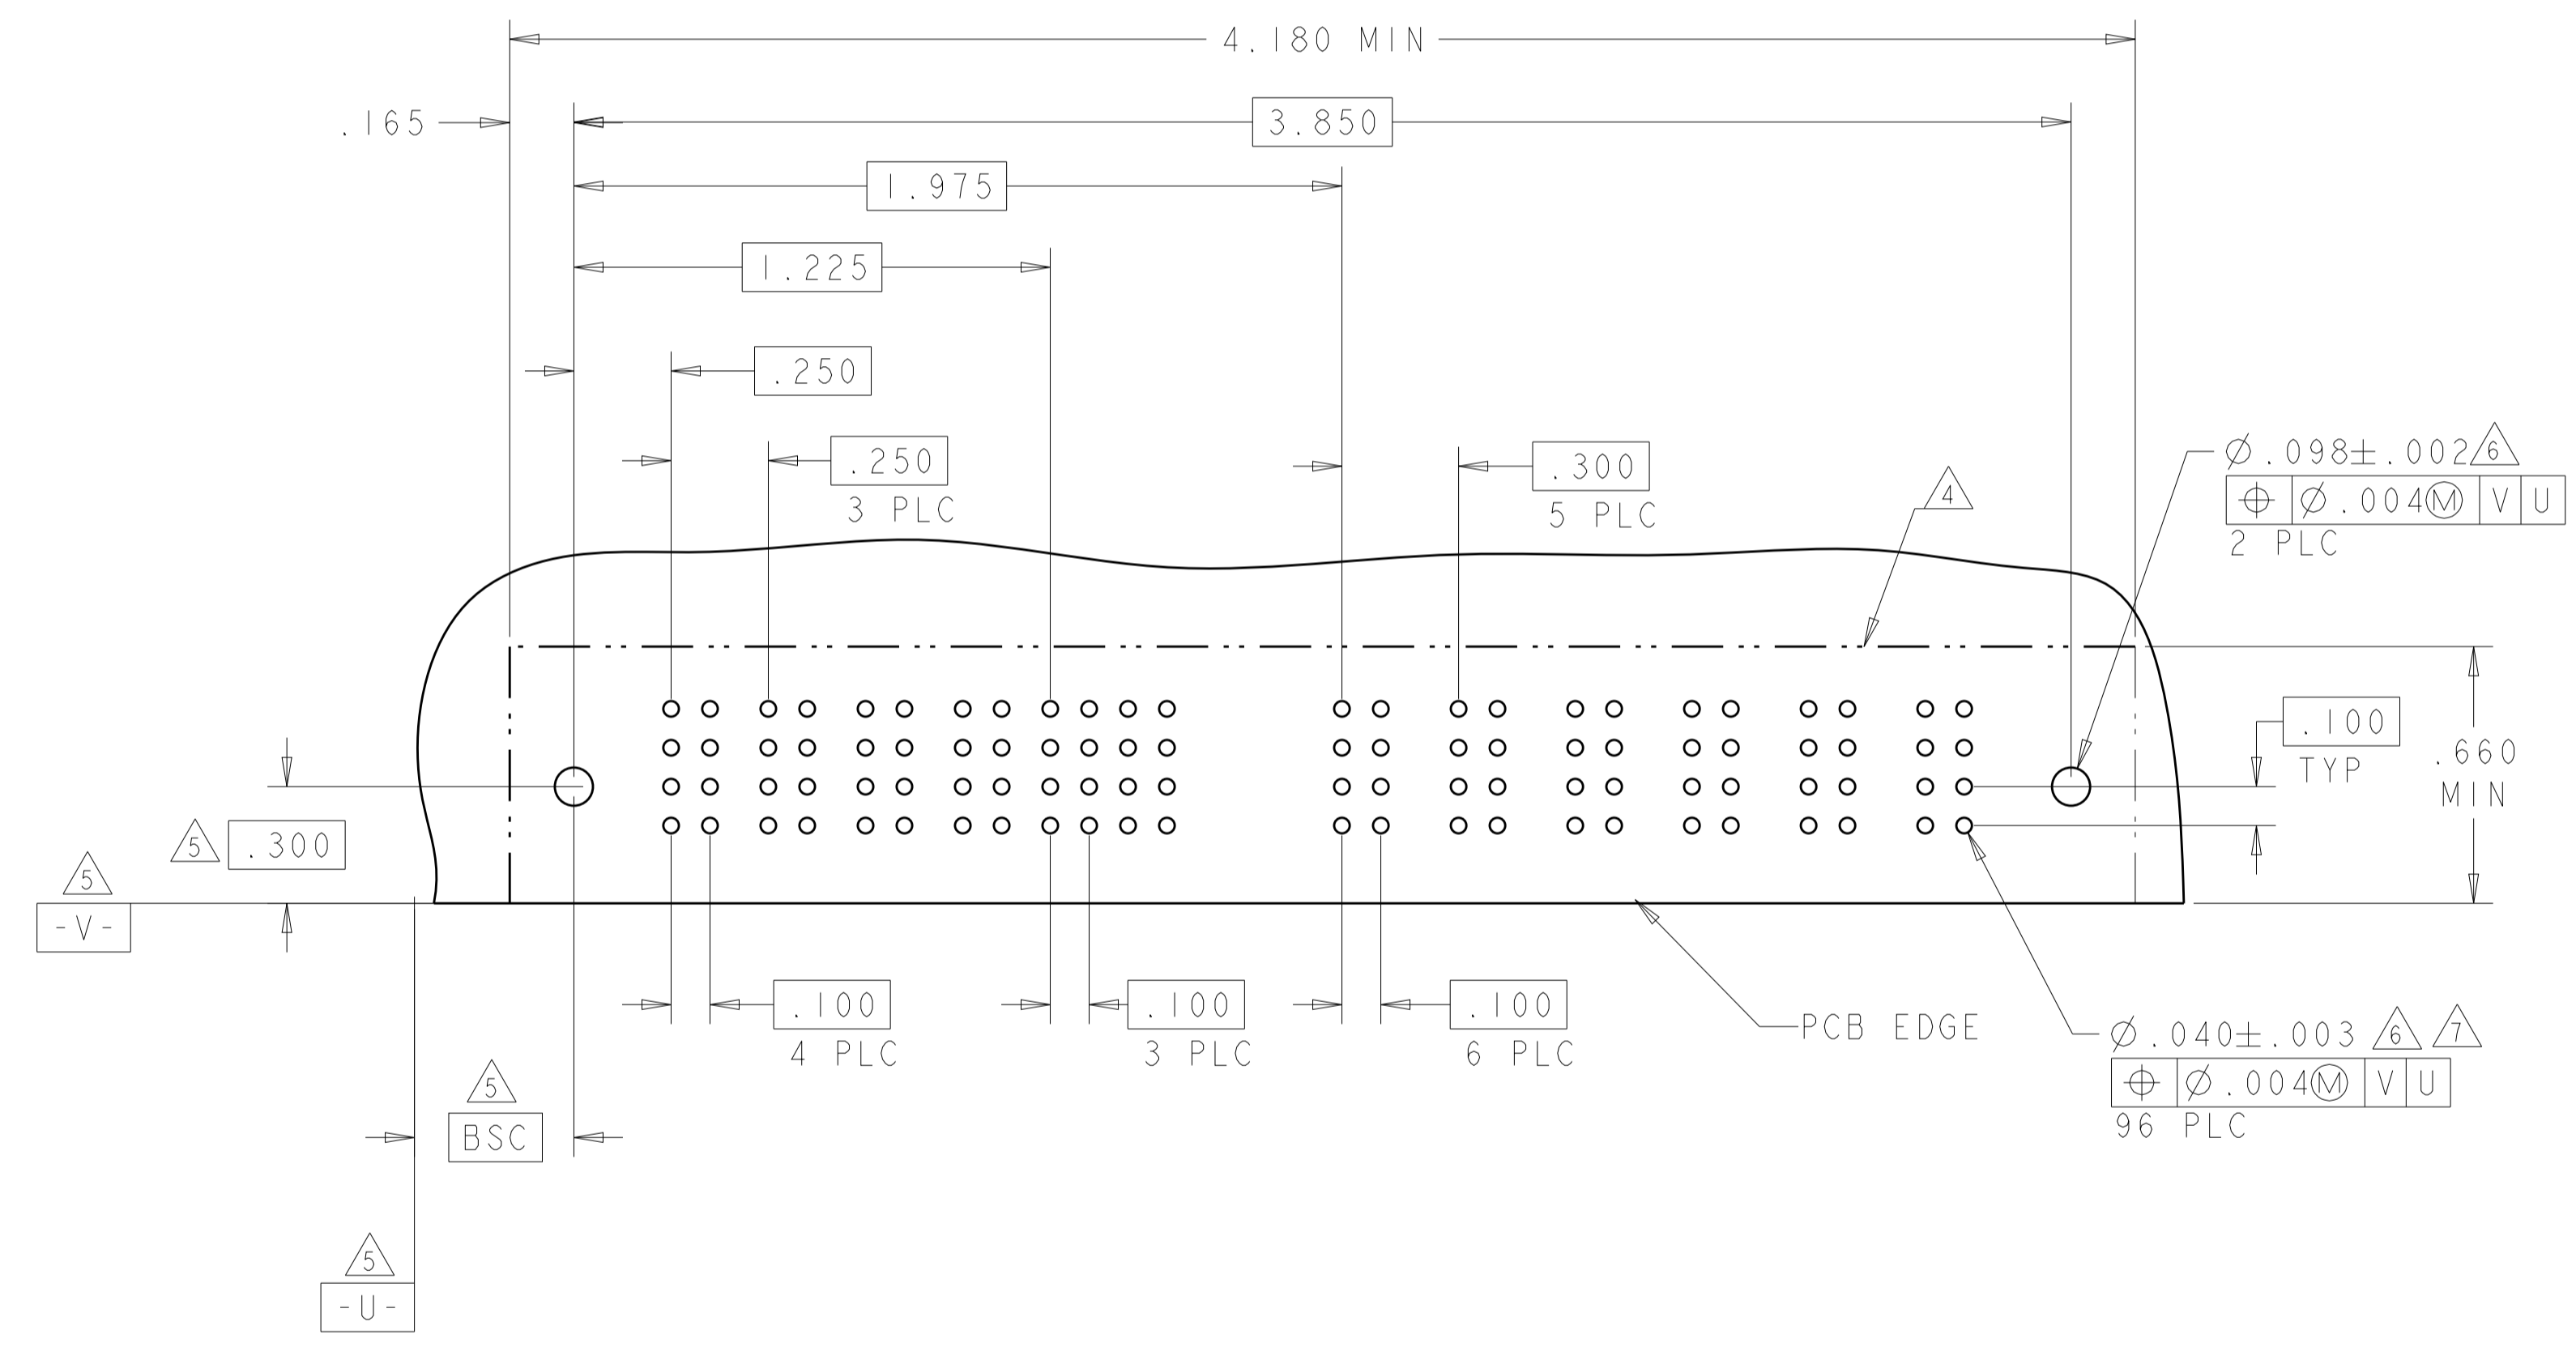 4.180 MIN
.165
3.850
1.975
1.225
.250
.250
3 PLC
.300
5 PLC
4
Ø.098±.002 6
⌖ Ø.004Ⓜ V U
2 PLC
.100
TYP
.660
MIN
5 .300
5
-V-
.100
4 PLC
.100
3 PLC
.100
6 PLC
PCB EDGE
Ø.040±.003 6 7
⌖ Ø.004Ⓜ V U
96 PLC
5
BSC
5
-U-